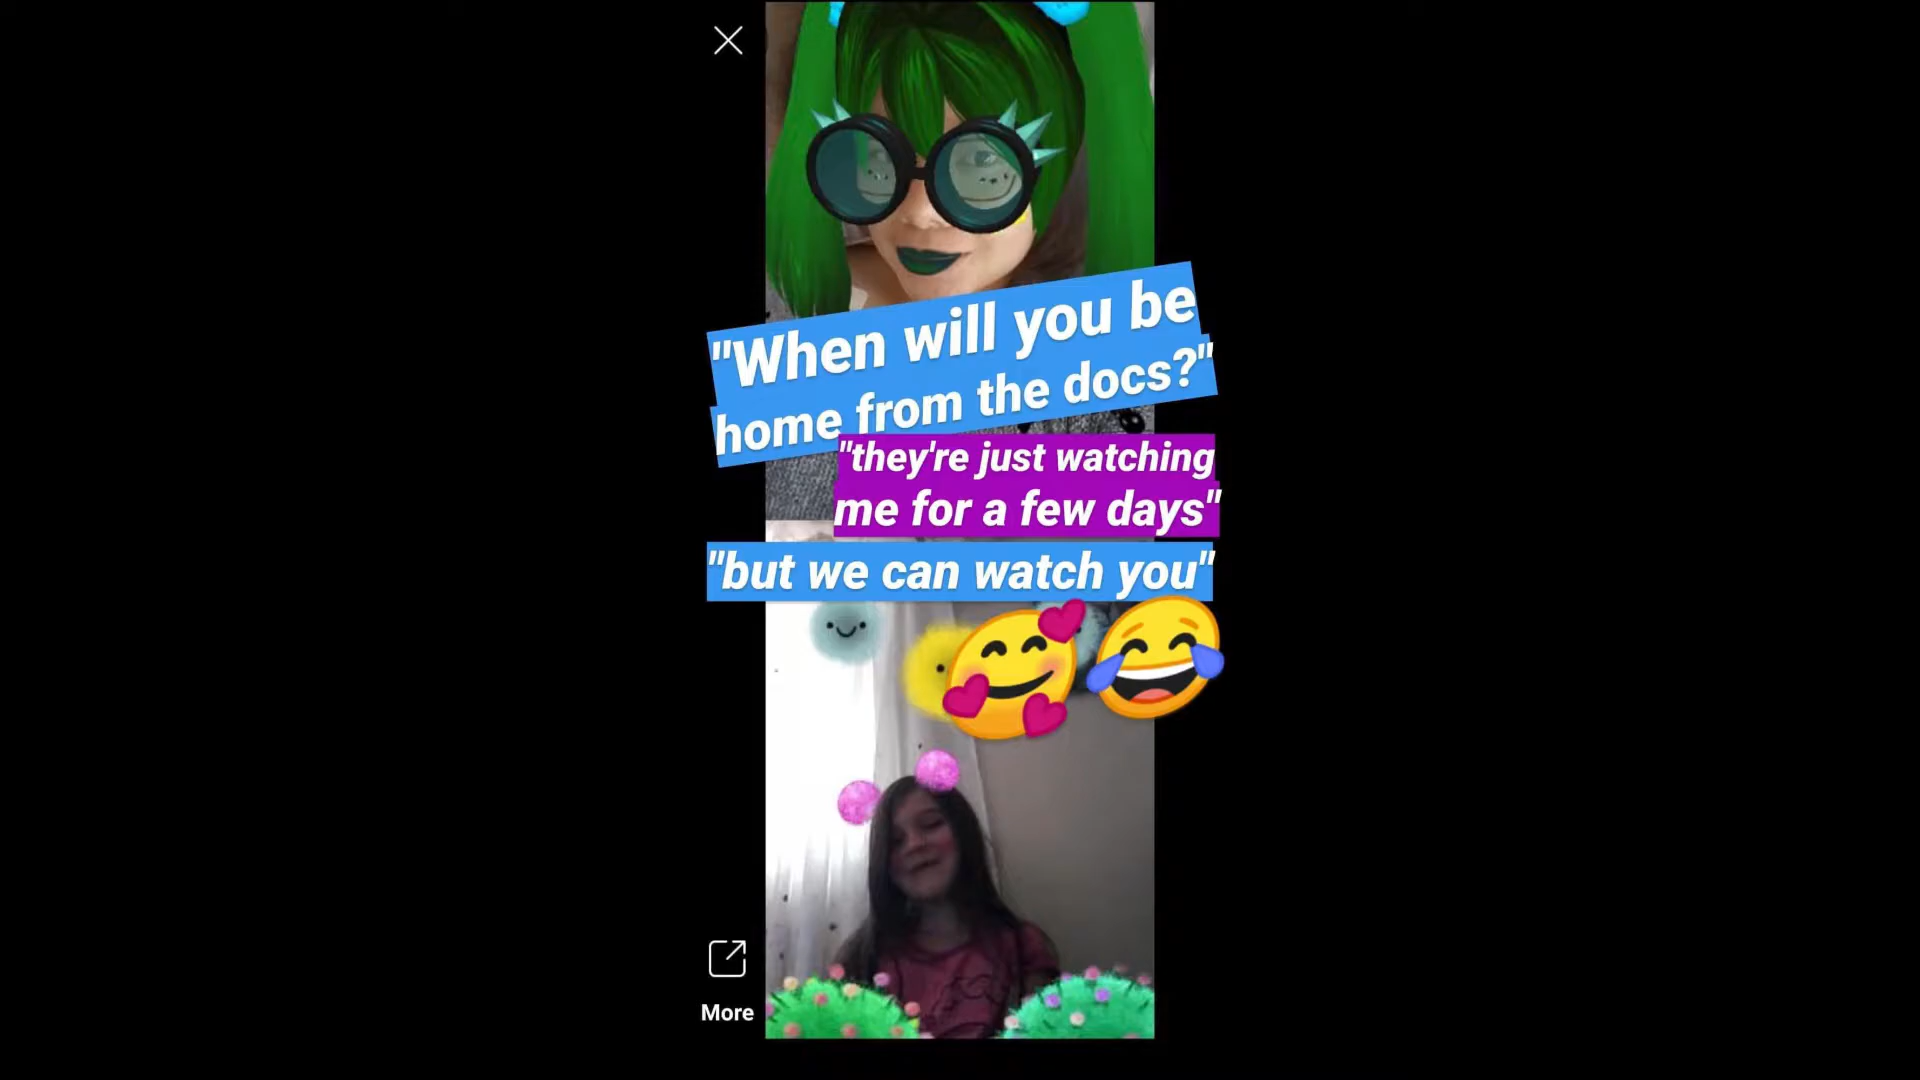 "When will you be
home from the docs?"
"they're just watching
me for a few days"
"but we can watch you"
More